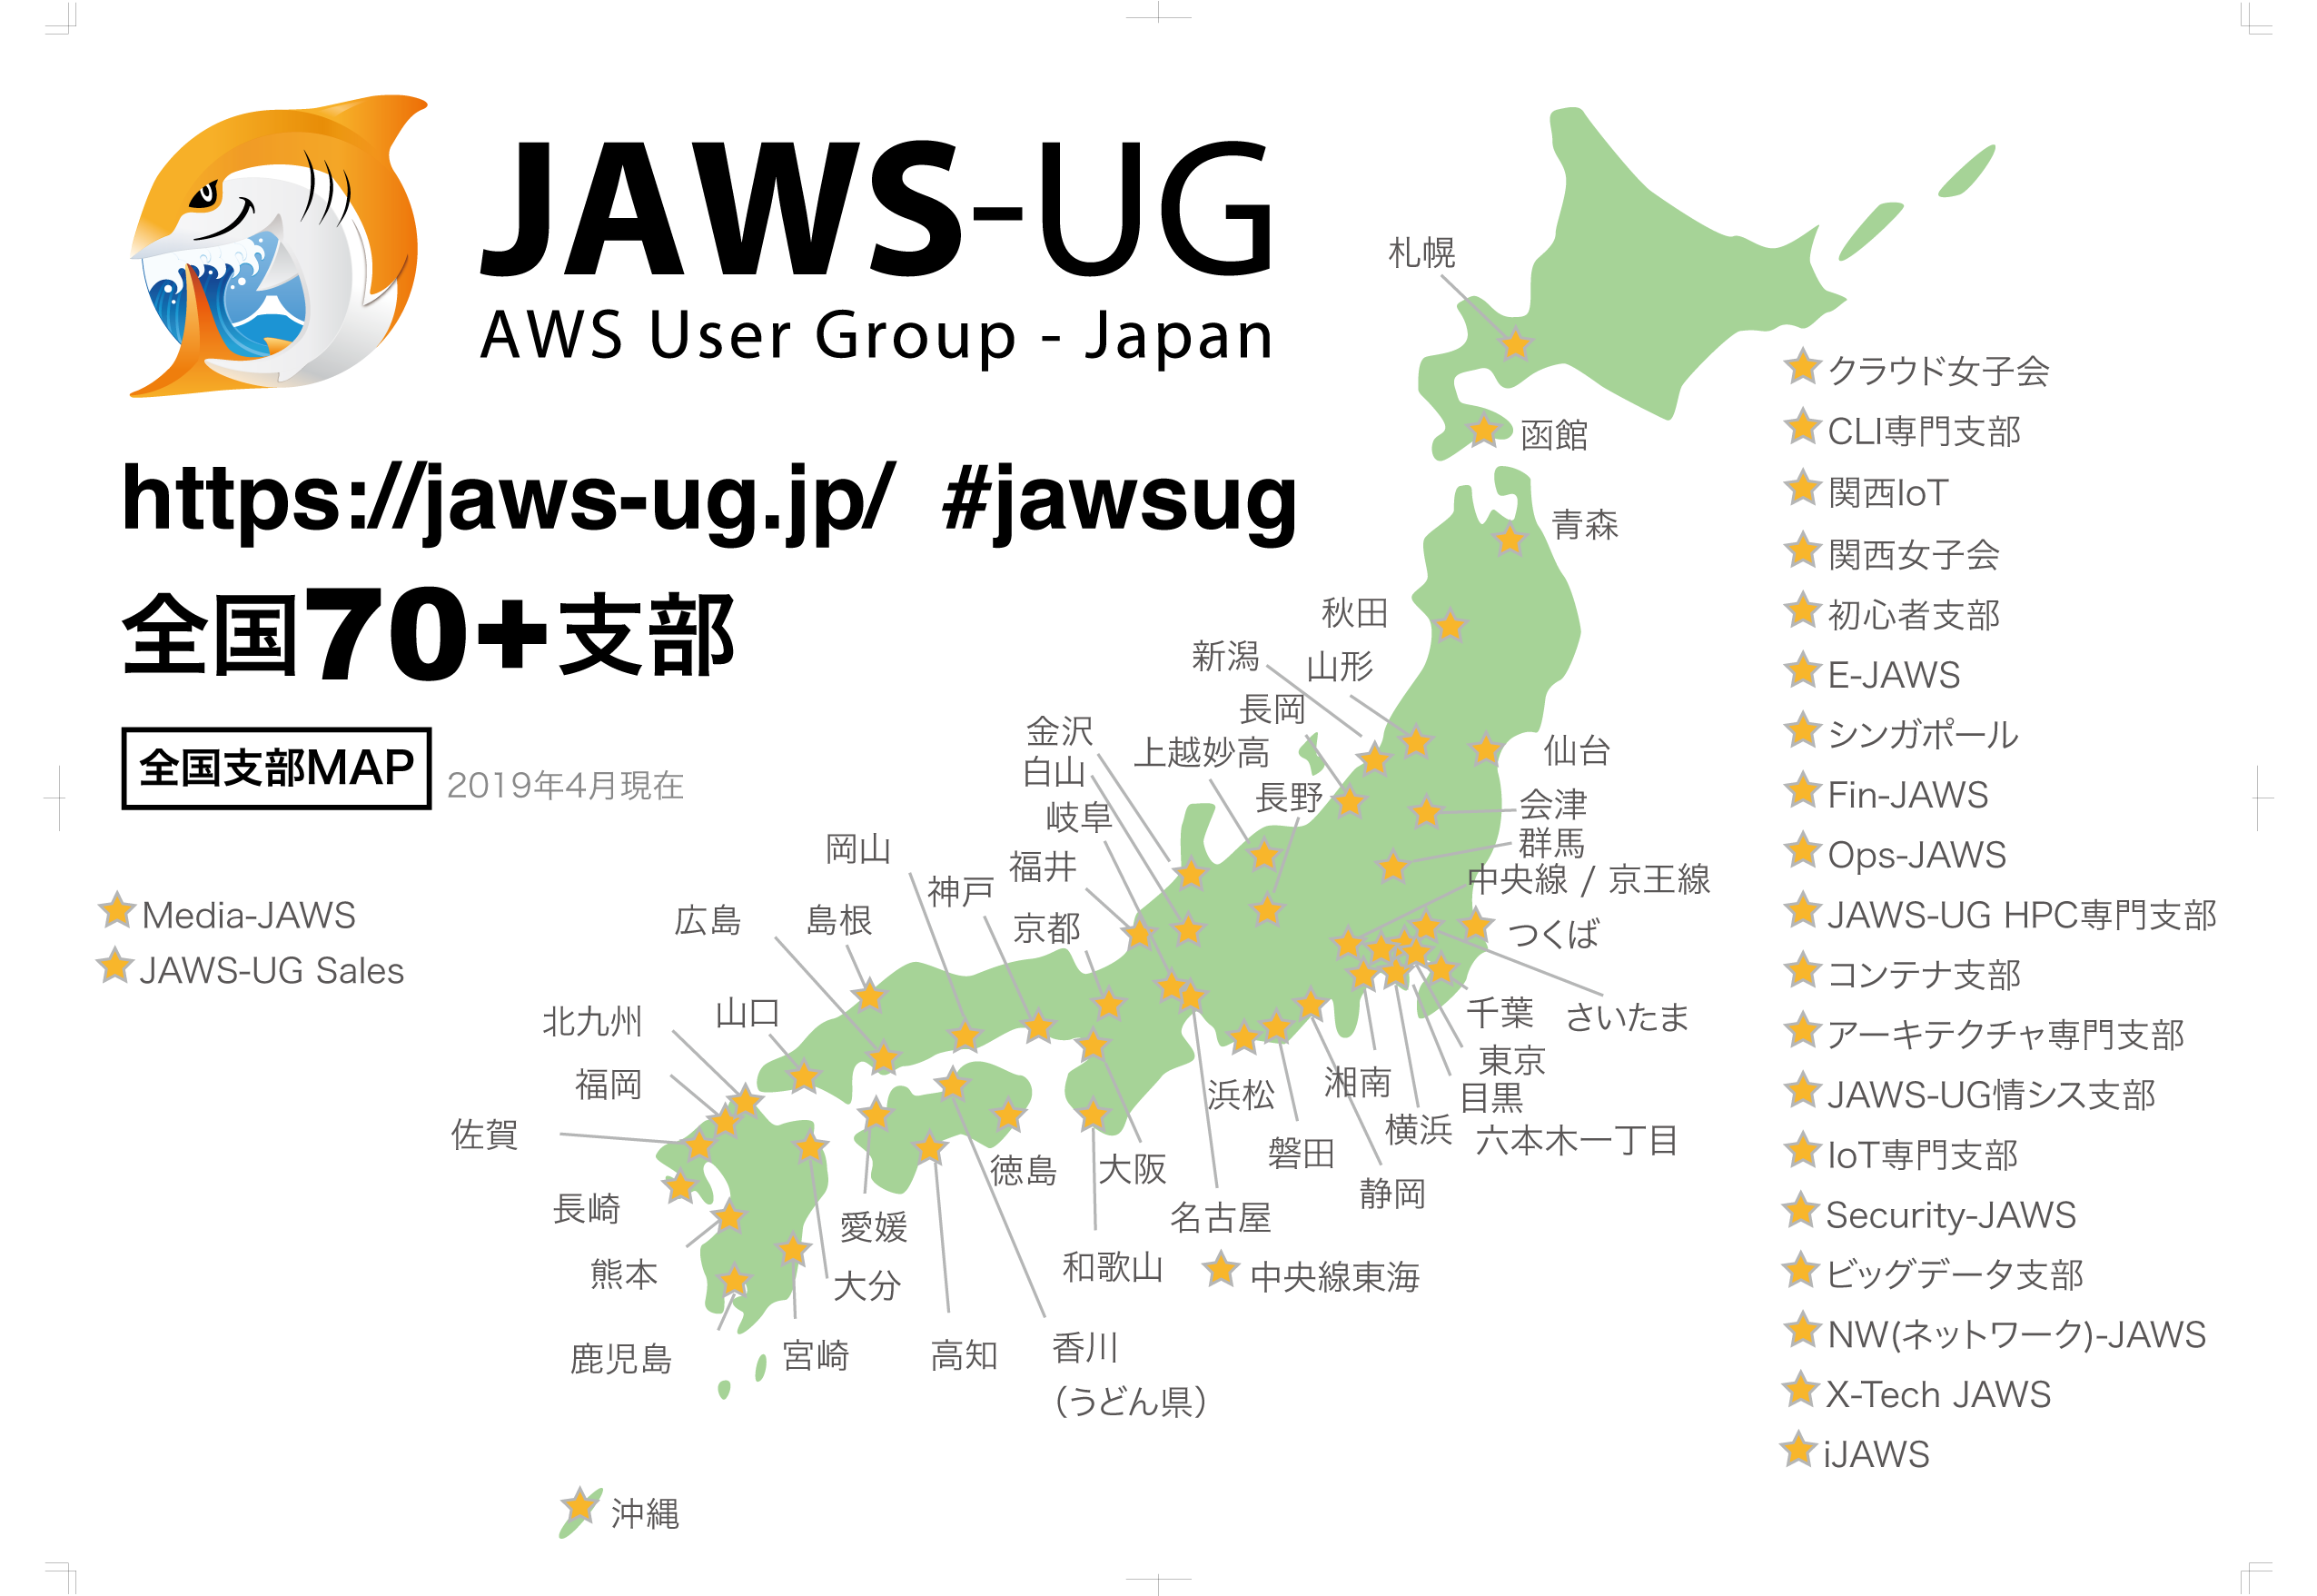 JAWS-UG
AWS User Group - Japan
https://jaws-ug.jp/ #jawsug
全国70+支部
全国支部MAP
2019年4月現在
Media-JAWS
JAWS-UG Sales
札幌
函館
青森
秋田
新潟
山形
長岡
金沢
上越妙高
仙台
白山
長野
会津
岐阜
群馬
岡山
福井
中央線 / 京王線
神戸
広島
島根
京都
つくば
北九州
山口
千葉
さいたま
東京
福岡
浜松
湘南
目黒
佐賀
横浜
六本木一丁目
磐田
徳島
大阪
静岡
長崎
愛媛
名古屋
熊本
大分
和歌山
中央線東海
鹿児島
宮崎
高知
香川
（うどん県）
沖縄
クラウド女子会
CLI専門支部
関西IoT
関西女子会
初心者支部
E-JAWS
シンガポール
Fin-JAWS
Ops-JAWS
JAWS-UG HPC専門支部
コンテナ支部
アーキテクチャ専門支部
JAWS-UG情シス支部
IoT専門支部
Security-JAWS
ビッグデータ支部
NW(ネットワーク)-JAWS
X-Tech JAWS
iJAWS